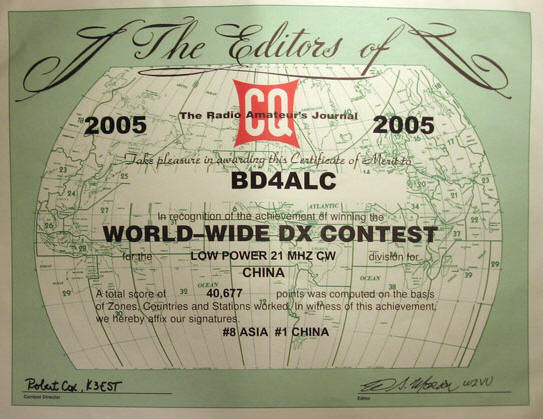 The Editors of
CQ
The Radio Amateur's Journal
2005 2005
Take pleasure in awarding this Certificate of Merit to
BD4ALC
In recognition of the achievement of winning the
WORLD-WIDE DX CONTEST
for the LOW POWER 21 MHZ CW division for
CHINA
A total score of 40,677 points was computed on the basis
of Zones, Countries and Stations worked. In witness of this achievement,
we hereby affix our signatures.
#8 ASIA #1 CHINA
ATLANTIC
OCEAN
OCEAN
Robert Cox, K3EST
Contest Director
W2VU
Editor